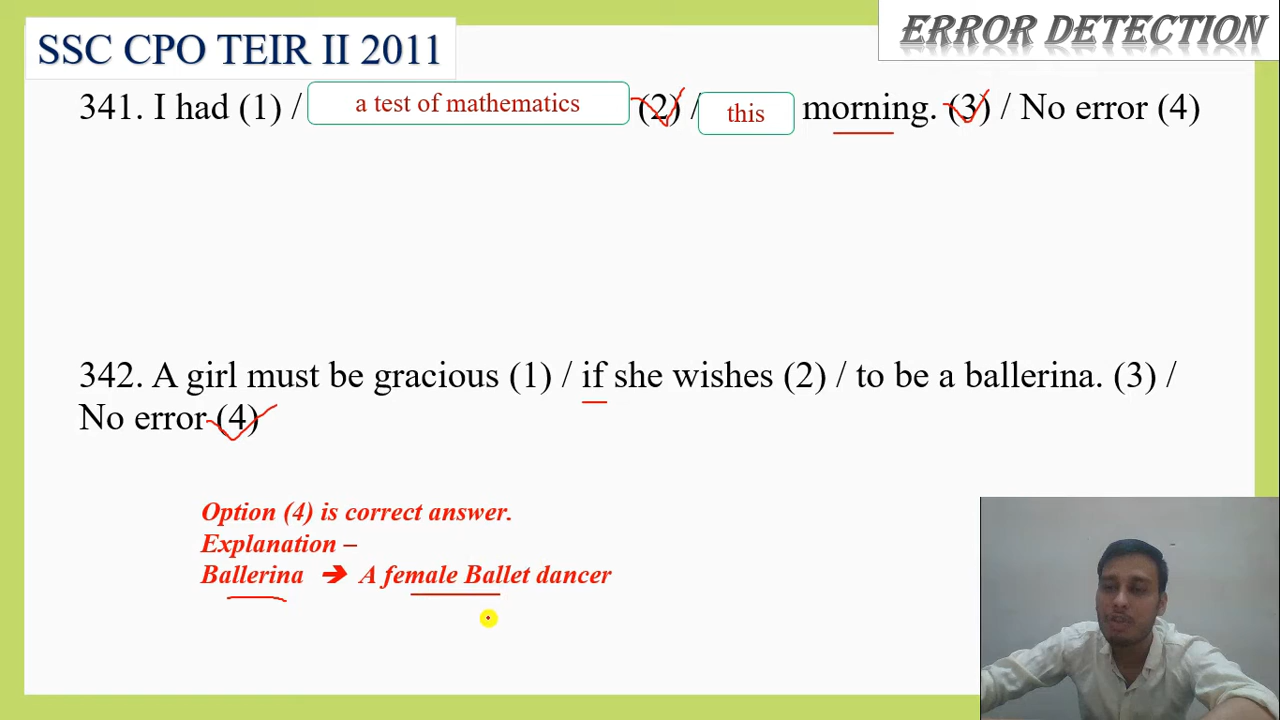 ERROR DETECTION
SSC CPO TEIR II 2011
341. I had (1) / a test of mathematics (2) / this morning. (3) / No error (4)
342. A girl must be gracious (1) / if she wishes (2) / to be a ballerina. (3) /
No error (4)
Option (4) is correct answer.
Explanation –
Ballerina ➔ A female Ballet dancer